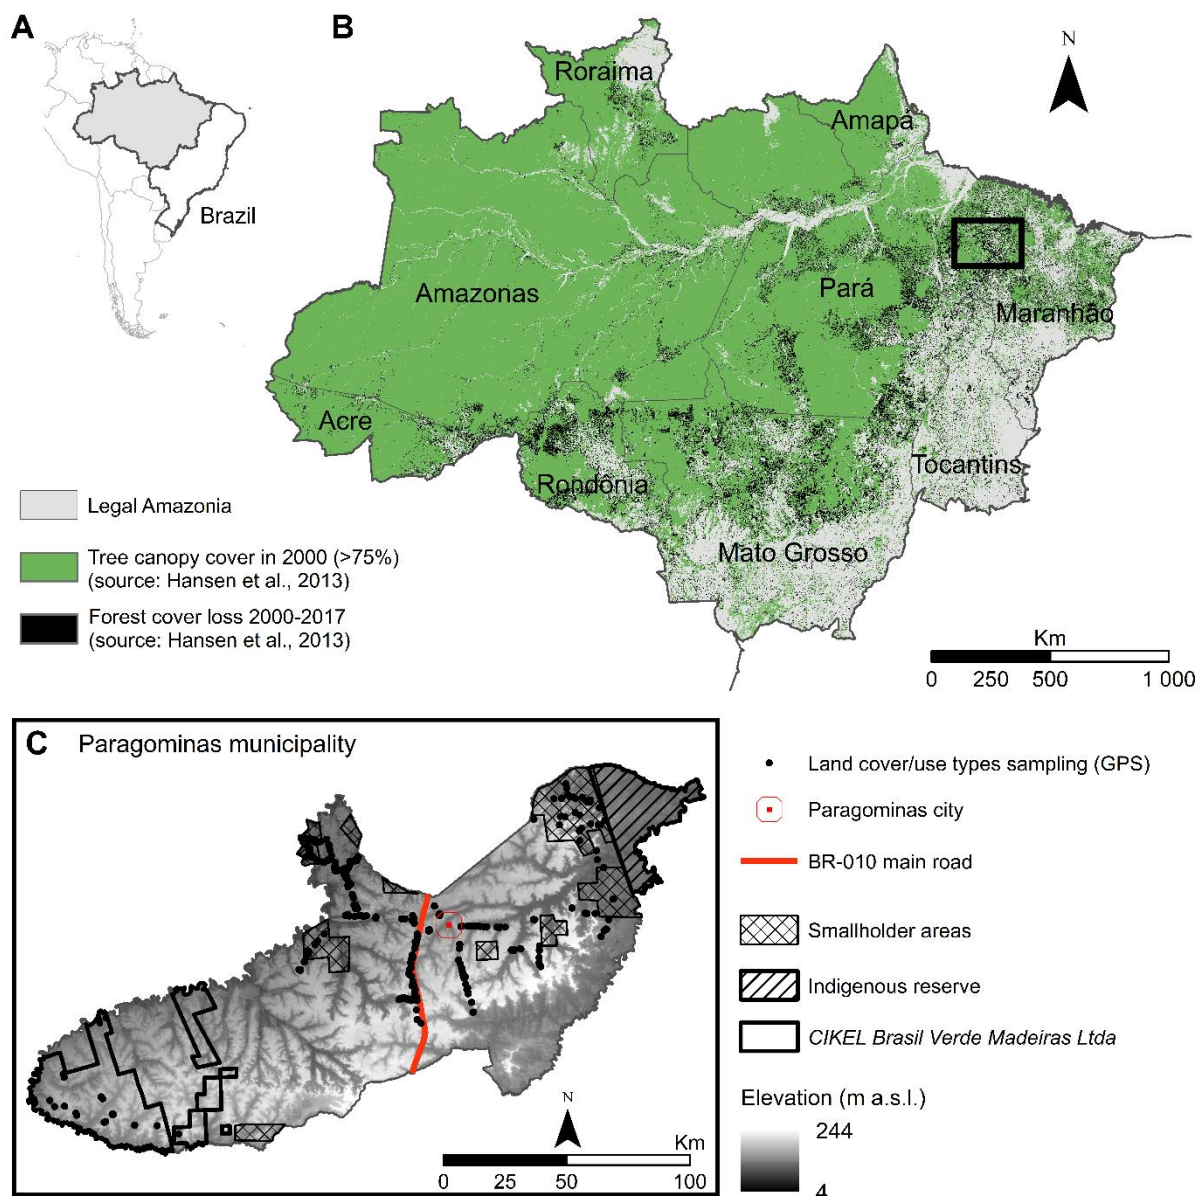 A
Brazil
B
N
Roraima
Amapá
Amazonas
Pará
Maranhão
Acre
Rondônia
Tocantins
Mato Grosso
Legal Amazonia
Tree canopy cover in 2000 (>75%)
(source: Hansen et al., 2013)
Forest cover loss 2000-2017
(source: Hansen et al., 2013)
Km
0 250 500 1 000
C Paragominas municipality
N
Km
0 25 50 100
Land cover/use types sampling (GPS)
Paragominas city
BR-010 main road
Smallholder areas
Indigenous reserve
CIKEL Brasil Verde Madeiras Ltda
Elevation (m a.s.l.)
244
4